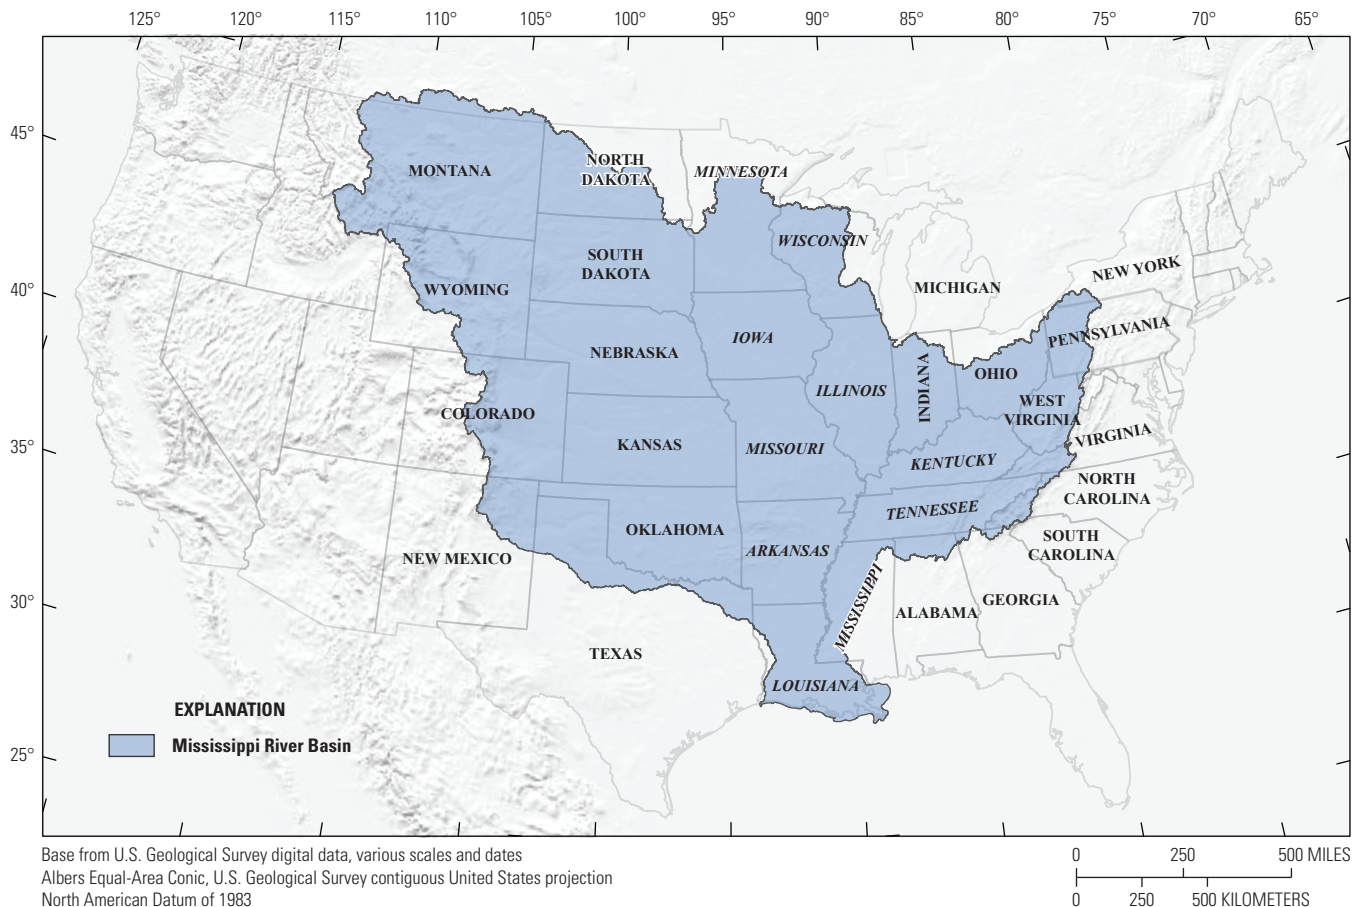 125° 120° 115° 110° 105° 100° 95° 90° 85° 80° 75° 70° 65°
45°
40°
35°
30°
25°
MONTANA
NORTH
DAKOTA
MINNESOTA
WISCONSIN
SOUTH
DAKOTA
WYOMING
MICHIGAN
NEW YORK
IOWA
NEBRASKA
PENNSYLVANIA
OHIO
INDIANA
ILLINOIS
COLORADO
WEST
VIRGINIA
KANSAS
MISSOURI
VIRGINIA
KENTUCKY
NORTH
CAROLINA
TENNESSEE
OKLAHOMA
ARKANSAS
SOUTH
CAROLINA
NEW MEXICO
MISSISSIPPI
ALABAMA
GEORGIA
TEXAS
LOUISIANA
EXPLANATION
Mississippi River Basin
Base from U.S. Geological Survey digital data, various scales and dates
Albers Equal-Area Conic, U.S. Geological Survey contiguous United States projection
North American Datum of 1983
0 250 500 MILES
0 250 500 KILOMETERS